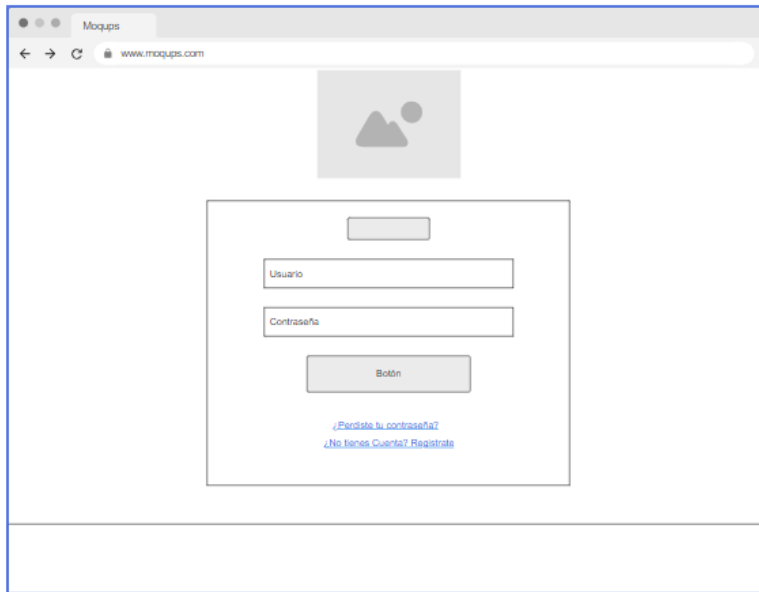 Moqups
www.moqups.com
Usuario
Contraseña
Botón
¿Perdiste tu contraseña?
¿No tienes Cuenta? Registrate